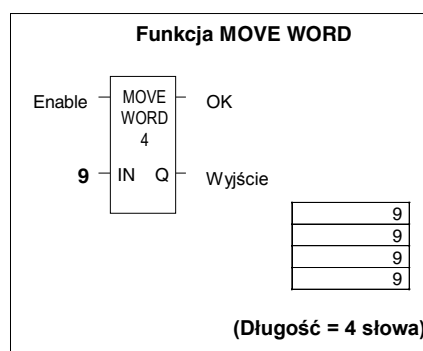 Funkcja MOVE WORD
Enable MOVE OK
WORD
4
9 IN Q Wyjście
9
9
9
9
(Długość = 4 słowa)